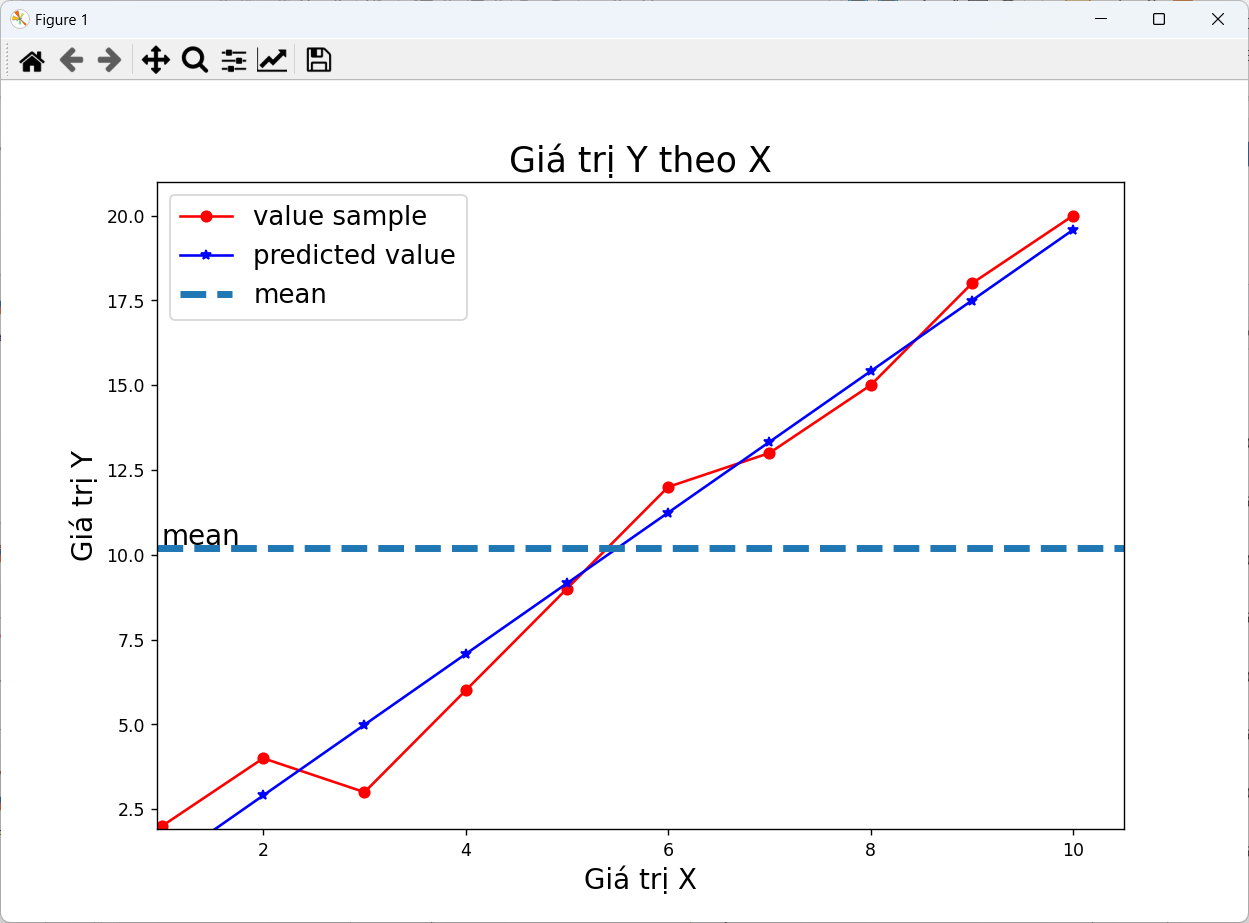 Figure 1
Giá trị Y theo X
value sample
predicted value
mean
20.0
17.5
15.0
12.5
10.0
7.5
5.0
2.5
Giá trị Y
mean
2 4 6 8 10
Giá trị X